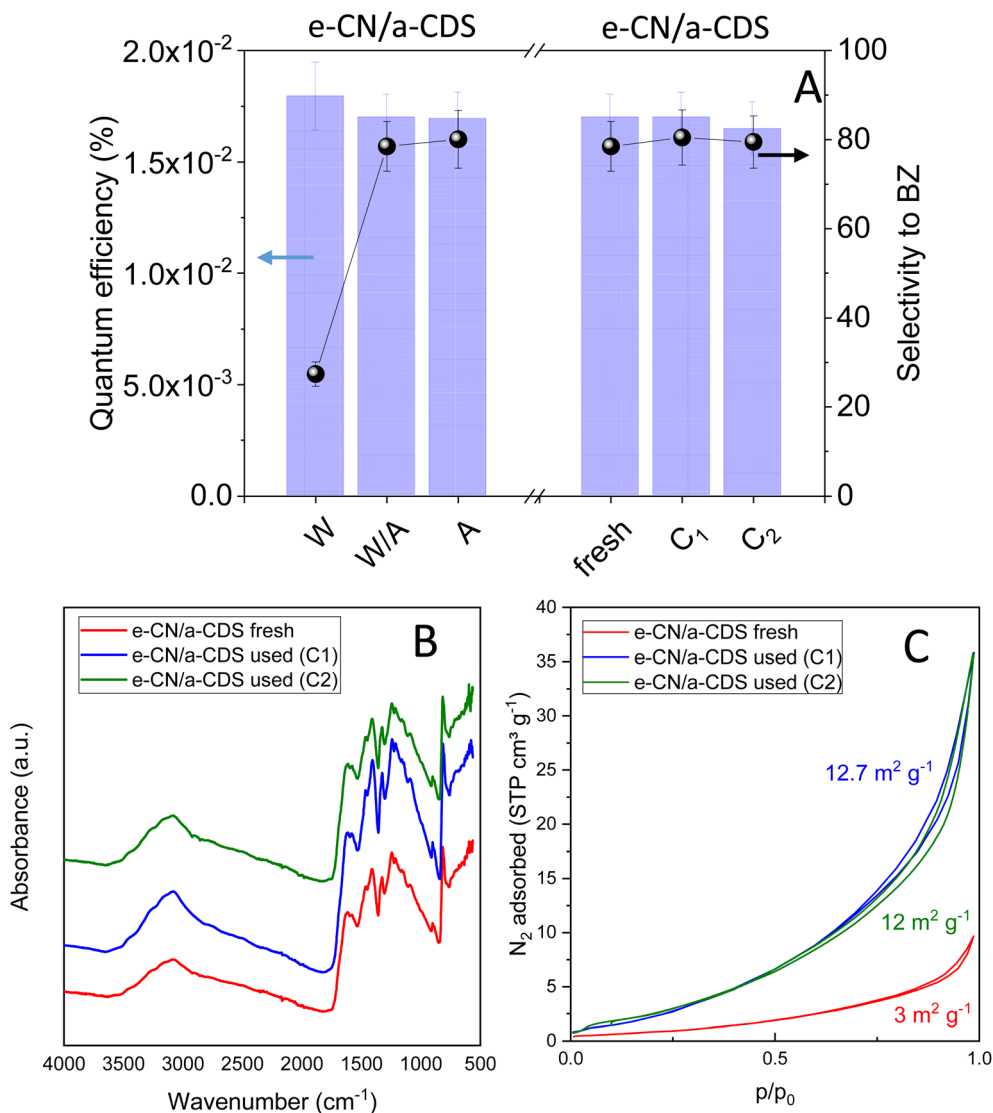 e-CN/a-CDS e-CN/a-CDS
A
Quantum efficiency (%)
2.0x10⁻²
1.5x10⁻²
1.0x10⁻²
5.0x10⁻³
0.0
100
80
60
40
20
0
Selectivity to BZ
W W/A A fresh C₁ C₂
B
e-CN/a-CDS fresh
e-CN/a-CDS used (C1)
e-CN/a-CDS used (C2)
Absorbance (a.u.)
4000 3500 3000 2500 2000 1500 1000 500
Wavenumber (cm⁻¹)
C
e-CN/a-CDS fresh
e-CN/a-CDS used (C1)
e-CN/a-CDS used (C2)
N₂ adsorbed (STP cm³ g⁻¹)
40
35
30
25
20
15
10
5
0
12.7 m² g⁻¹
12 m² g⁻¹
3 m² g⁻¹
0.0 0.5 1.0
p/p₀